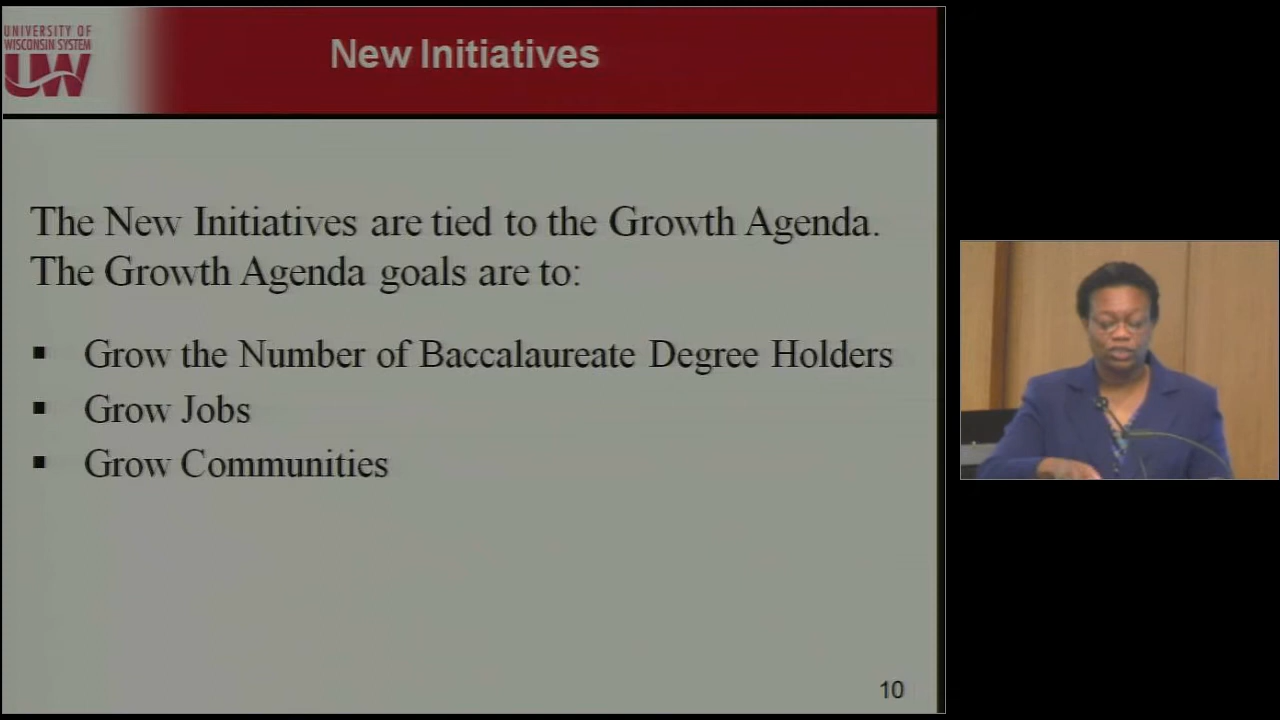 UNIVERSITY OF
WISCONSIN SYSTEM
UW
New Initiatives
The New Initiatives are tied to the Growth Agenda.
The Growth Agenda goals are to:
▪ Grow the Number of Baccalaureate Degree Holders
▪ Grow Jobs
▪ Grow Communities
10